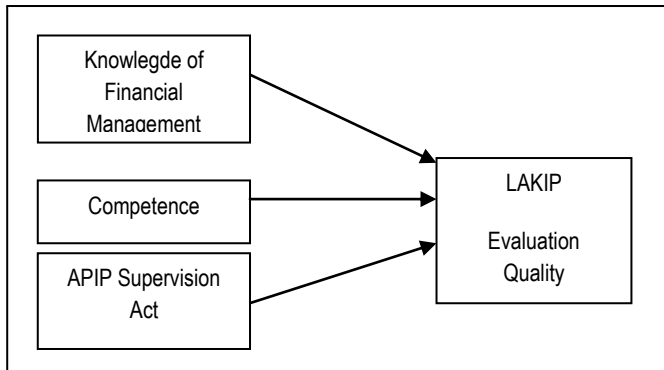 Knowlegde of
Financial
Management
Competence
APIP Supervision
Act
LAKIP
Evaluation
Quality